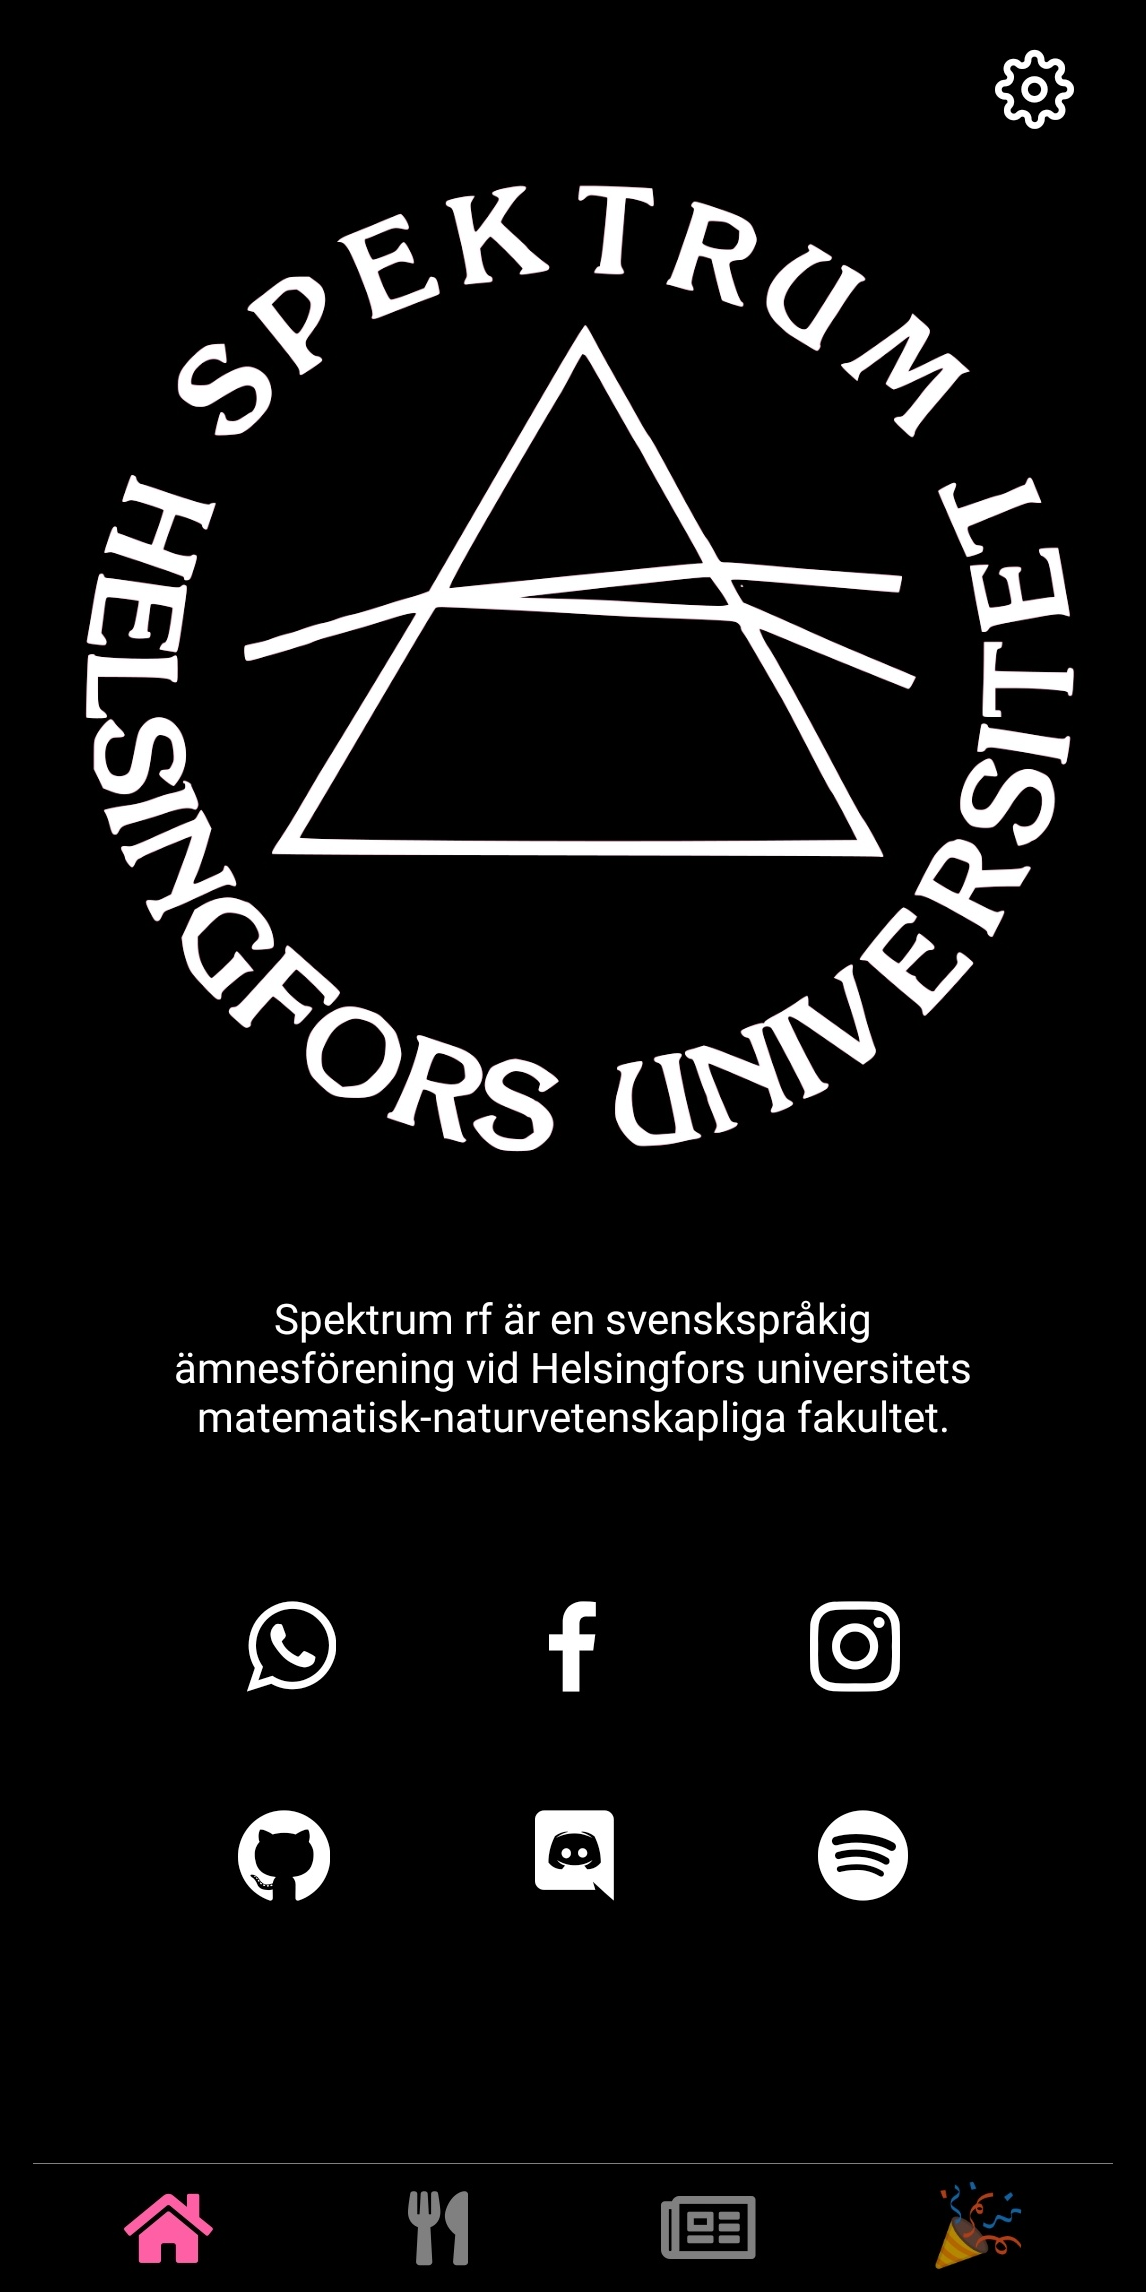 SPEKTRUM
HELSINGFORS UNIVERSITET
Spektrum rf är en svenskspråkig
ämnesförening vid Helsingfors universitets
matematisk-naturvetenskapliga fakultet.